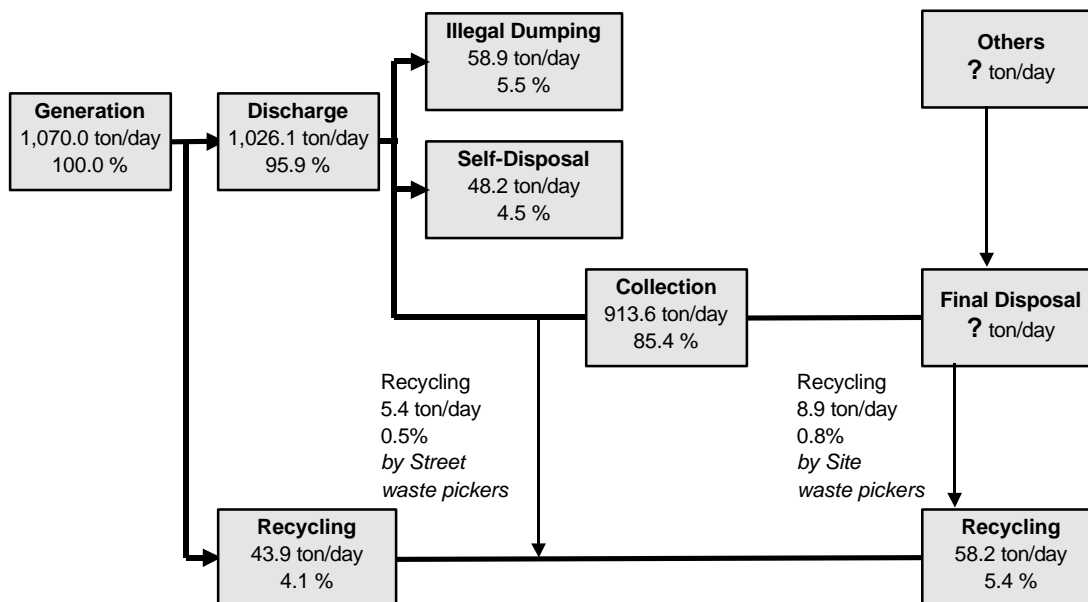 Illegal Dumping
58.9 ton/day
5.5 %
Others
? ton/day
Generation
1,070.0 ton/day
100.0 %
Discharge
1,026.1 ton/day
95.9 %
Self-Disposal
48.2 ton/day
4.5 %
Collection
913.6 ton/day
85.4 %
Final Disposal
? ton/day
Recycling
5.4 ton/day
0.5%
by Street
waste pickers
Recycling
8.9 ton/day
0.8%
by Site
waste pickers
Recycling
43.9 ton/day
4.1 %
Recycling
58.2 ton/day
5.4 %